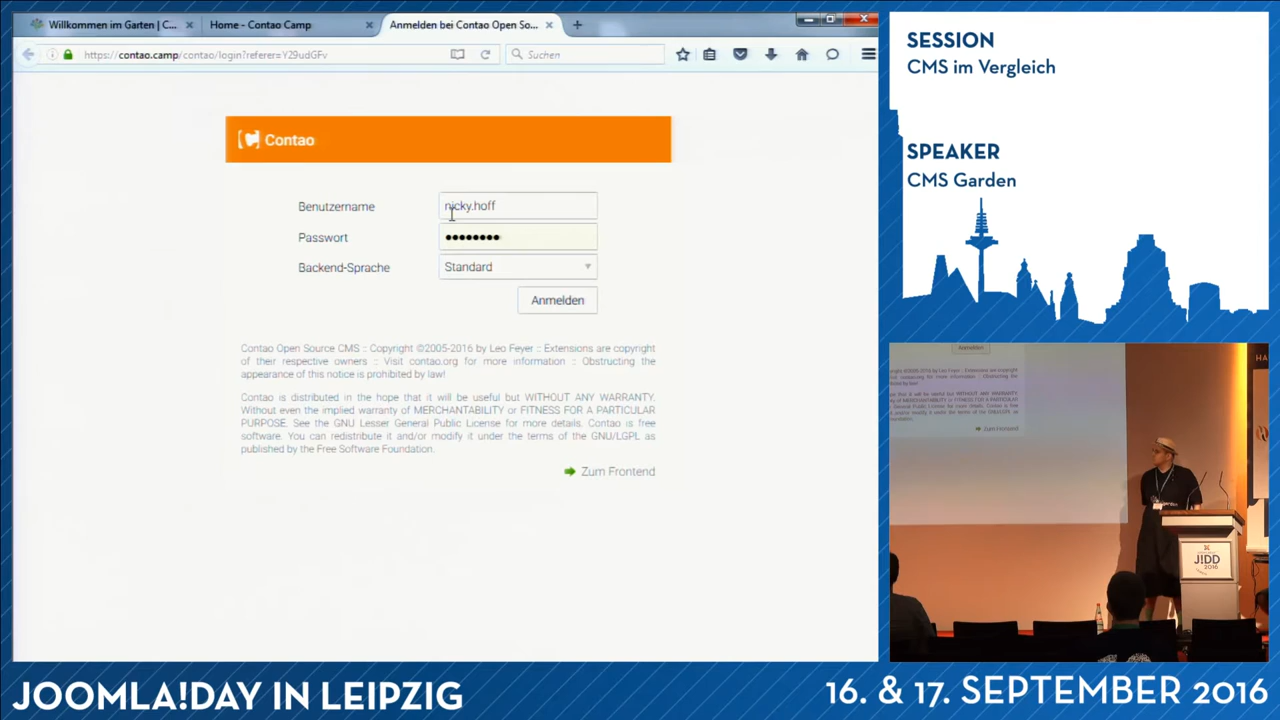 Willkommen im Garten | C...
Home - Contao Camp
Anmelden bei Contao Open So...
https://contao.camp/contao/login?referer=Y29udGFv
Suchen
Contao
Benutzername
nicky.hoff
Passwort
Backend-Sprache
Standard
Anmelden
Contao Open Source CMS :: Copyright ©2005-2016 by Leo Feyer :: Extensions are copyright
of their respective owners :: Visit contao.org for more information :: Obstructing the
appearance of this notice is prohibited by law!
Contao is distributed in the hope that it will be useful but WITHOUT ANY WARRANTY.
Without even the implied warranty of MERCHANTABILITY or FITNESS FOR A PARTICULAR
PURPOSE. See the GNU Lesser General Public License for more details. Contao is free
software. You can redistribute it and/or modify it under the terms of the GNU/LGPL as
published by the Free Software Foundation.
Zum Frontend
SESSION
CMS im Vergleich
SPEAKER
CMS Garden
Anmelden
Zum Frontend
J!DD
2016
JOOMLA!DAY IN LEIPZIG
16. & 17. SEPTEMBER 2016